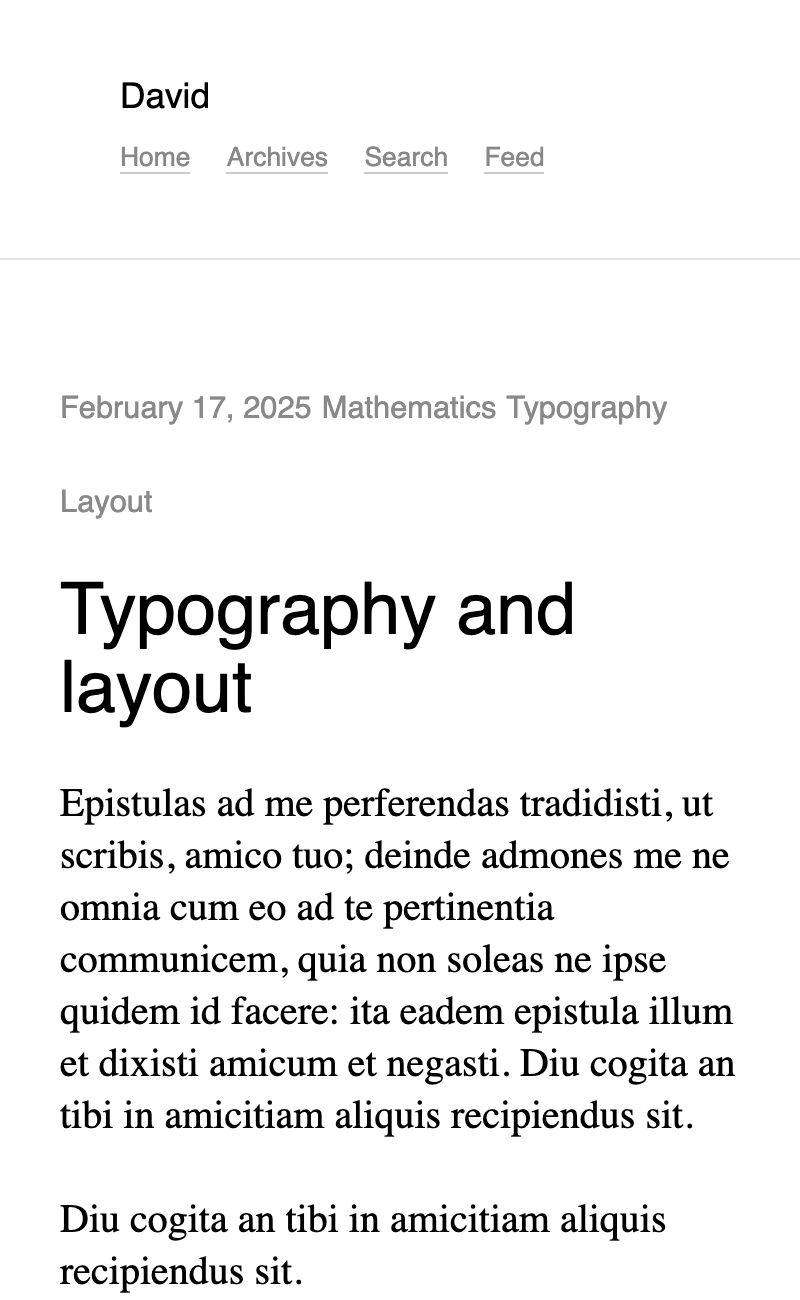 David
Home Archives Search Feed
February 17, 2025 Mathematics Typography
Layout
Typography and
layout
Epistulas ad me perferendas tradidisti, ut
scribis, amico tuo; deinde admones me ne
omnia cum eo ad te pertinentia
communicem, quia non soleas ne ipse
quidem id facere: ita eadem epistula illum
et dixisti amicum et negasti. Diu cogita an
tibi in amicitiam aliquis recipiendus sit.
Diu cogita an tibi in amicitiam aliquis
recipiendus sit.